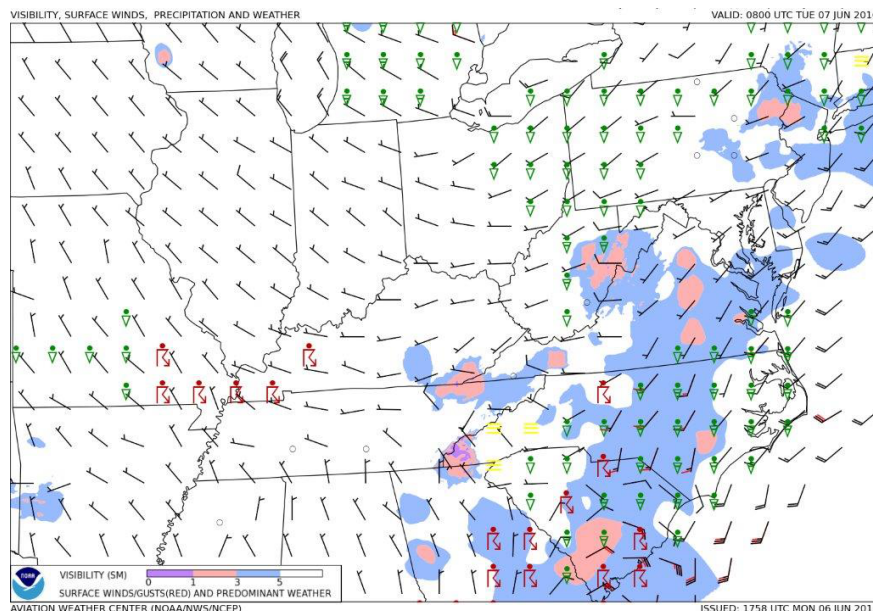 VISIBILITY, SURFACE WINDS, PRECIPITATION AND WEATHER
VALID: 0800 UTC TUE 07 JUN 201
NOAA
VISIBILITY (SM)
0 1 3 5
SURFACE WINDS/GUSTS(RED) AND PREDOMINANT WEATHER
AVIATION WEATHER CENTER (NOAA/NWS/NCEP)
ISSUED: 1758 UTC MON 06 JUN 201